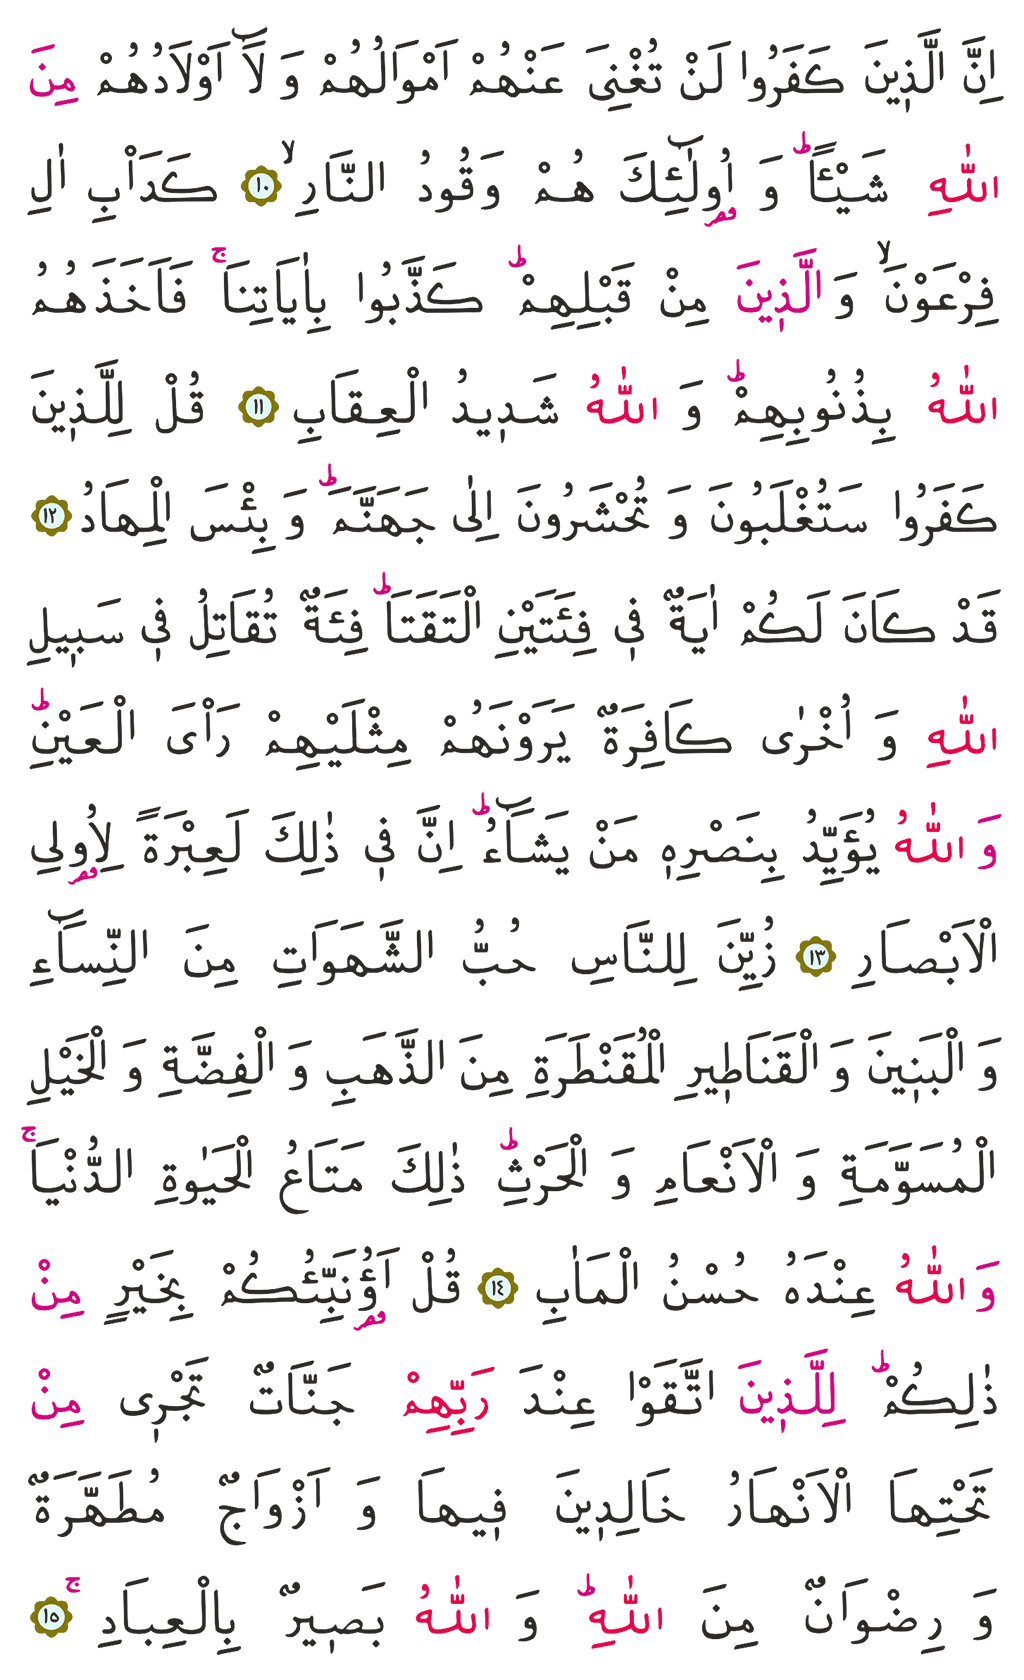 اِنَّ الَّذ۪ينَ كَفَرُوا لَنْ تُغْنِىَ عَنْهُمْ اَمْوَالُهُمْ وَ لَٓا اَوْلَادُهُمْ مِنَ
اللّٰهِ شَيْـًٔاؕ وَ اُو۬لٰٓئِكَ هُمْ وَقُودُ النَّارِۙ ﴿١٠﴾ كَدَاْبِ اٰلِ
فِرْعَوْنَۙ وَ الَّذ۪ينَ مِنْ قَبْلِهِمْؕ كَذَّبُوا بِاٰيَاتِنَاۚ فَاَخَذَهُمُ
اللّٰهُ بِذُنُوبِهِمْؕ وَ اللّٰهُ شَد۪يدُ الْعِقَابِ ﴿١١﴾ قُلْ لِلَّذ۪ينَ
كَفَرُوا سَتُغْلَبُونَ وَ تُحْشَرُونَ اِلٰى جَهَنَّمَؕ وَ بِئْسَ الْمِهَادُ ﴿١٢﴾
قَدْ كَانَ لَكُمْ اٰيَةٌ ف۪ى فِئَتَيْنِ الْتَقَتَاؕ فِئَةٌ تُقَاتِلُ ف۪ى سَب۪يلِ
اللّٰهِ وَ اُخْرٰى كَافِرَةٌ يَرَوْنَهُمْ مِثْلَيْهِمْ رَاْىَ الْعَيْنِؕ
وَ اللّٰهُ يُؤَيِّدُ بِنَصْرِه۪ مَنْ يَشَٓاءُؕ اِنَّ ف۪ى ذٰلِكَ لَعِبْرَةً لِاُو۬لِى
الْاَبْصَارِ ﴿١٣﴾ زُيِّنَ لِلنَّاسِ حُبُّ الشَّهَوَاتِ مِنَ النِّسَٓاءِ
وَ الْبَن۪ينَ وَ الْقَنَاط۪يرِ الْمُقَنْطَرَةِ مِنَ الذَّهَبِ وَ الْفِضَّةِ وَ الْخَيْلِ
الْمُسَوَّمَةِ وَ الْاَنْعَامِ وَ الْحَرْثِؕ ذٰلِكَ مَتَاعُ الْحَيٰوةِ الدُّنْيَاۚ
وَ اللّٰهُ عِنْدَهُ حُسْنُ الْمَاٰبِ ﴿١٤﴾ قُلْ اَؤُ۬نَبِّئُكُمْ بِخَيْرٍ مِنْ
ذٰلِكُمْؕ لِلَّذ۪ينَ اتَّقَوْا عِنْدَ رَبِّهِمْ جَنَّاتٌ تَجْر۪ى مِنْ
تَحْتِهَا الْاَنْهَارُ خَالِد۪ينَ ف۪يهَا وَ اَزْوَاجٌ مُطَهَّرَةٌ
وَ رِضْوَانٌ مِنَ اللّٰهِؕ وَ اللّٰهُ بَص۪يرٌ بِالْعِبَادِۚ ﴿١٥﴾